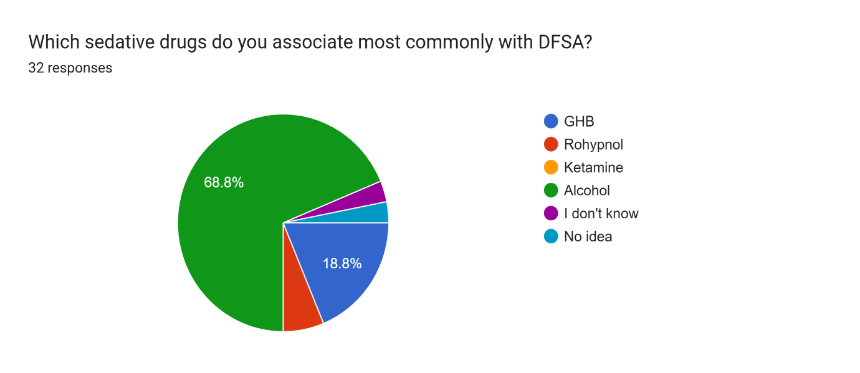 Which sedative drugs do you associate most commonly with DFSA?
32 responses
68.8%
18.8%
GHB
Rohypnol
Ketamine
Alcohol
I don't know
No idea